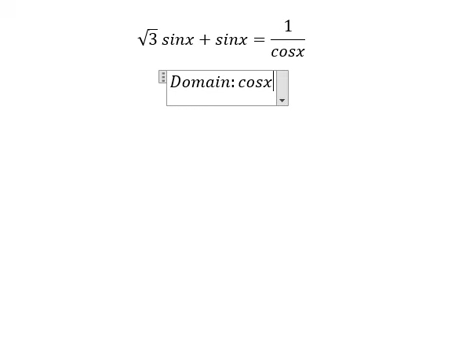 √3 sinx + sinx = 1/cosx
Domain: cosx